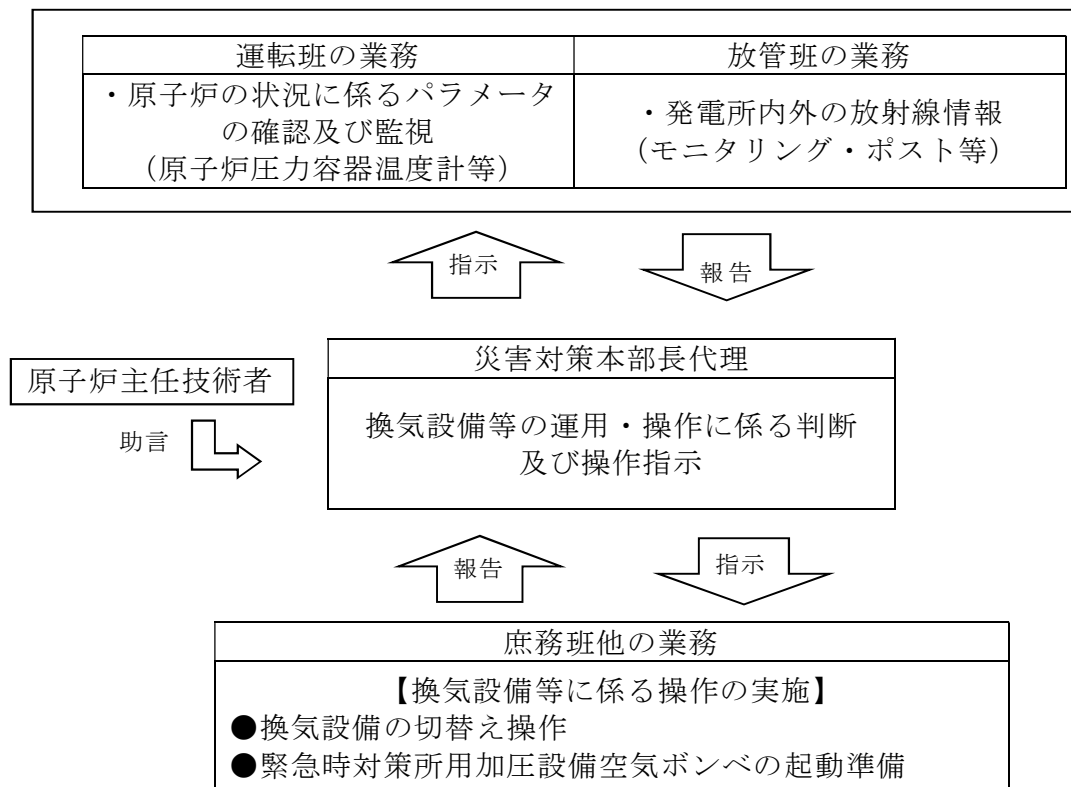 運転班の業務
放管班の業務
・原子炉の状況に係るパラメータ
の確認及び監視
（原子炉圧力容器温度計等）
・発電所内外の放射線情報
（モニタリング・ポスト等）
指示
報告
原子炉主任技術者
助言
災害対策本部長代理
換気設備等の運用・操作に係る判断
及び操作指示
報告
指示
庶務班他の業務
【換気設備等に係る操作の実施】
●換気設備の切替え操作
●緊急時対策所用加圧設備空気ボンベの起動準備